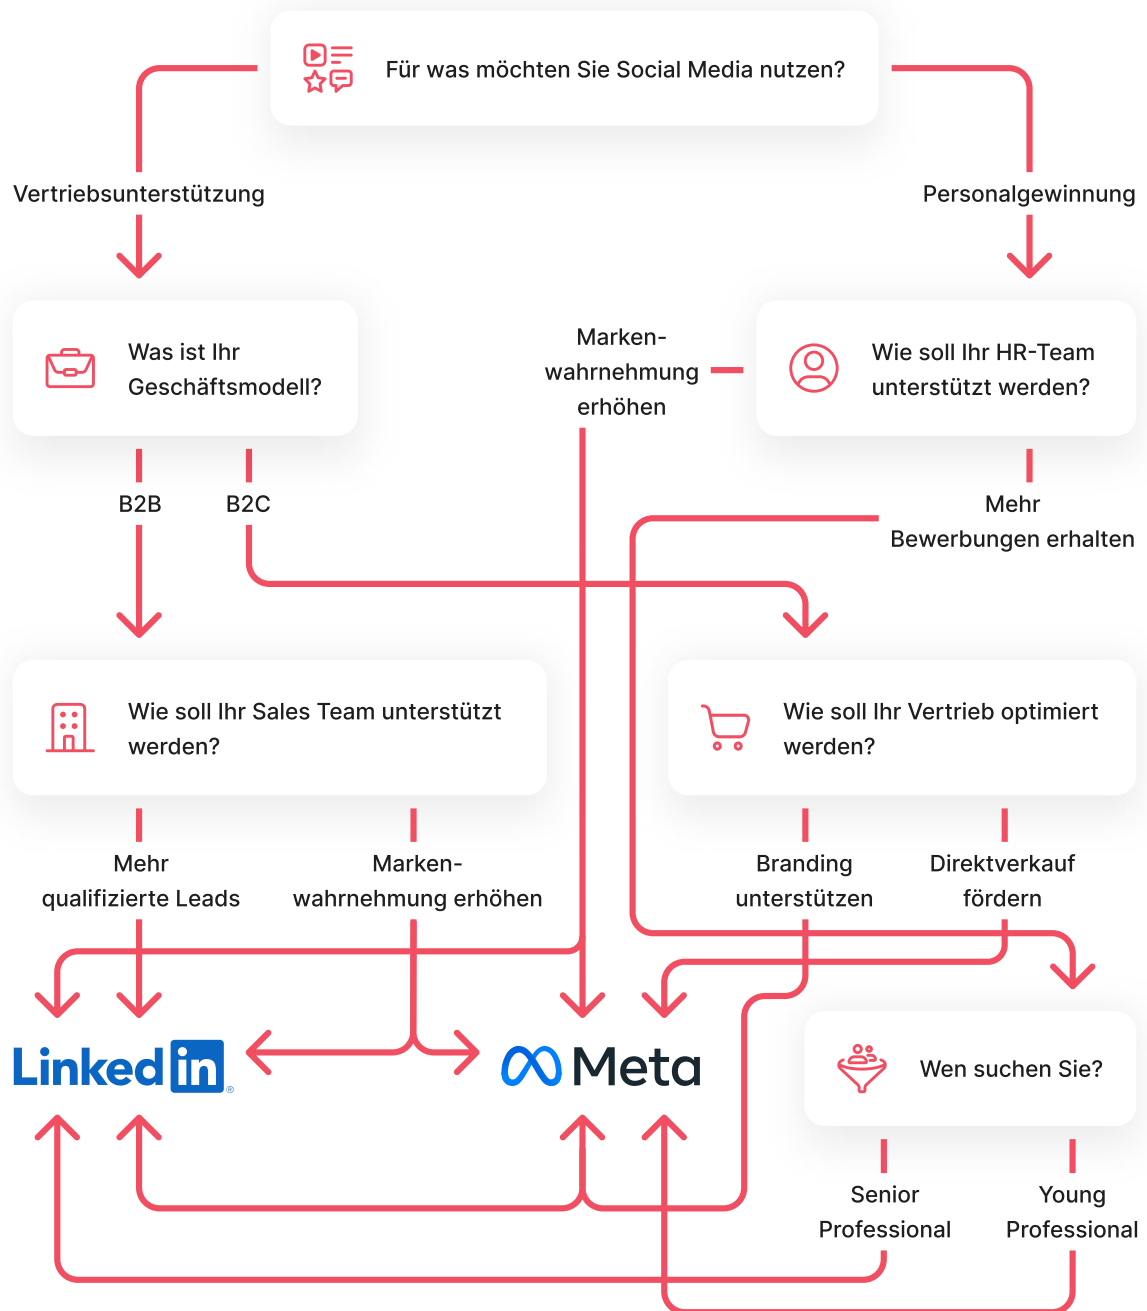 Für was möchten Sie Social Media nutzen?
Vertriebsunterstützung
Personalgewinnung
Was ist Ihr
Geschäftsmodell?
Marken-
wahrnehmung
erhöhen
Wie soll Ihr HR-Team
unterstützt werden?
B2B
B2C
Mehr
Bewerbungen erhalten
Wie soll Ihr Sales Team unterstützt
werden?
Wie soll Ihr Vertrieb optimiert
werden?
Mehr
qualifizierte Leads
Marken-
wahrnehmung erhöhen
Branding
unterstützen
Direktverkauf
fördern
Linkedin®
Meta
Wen suchen Sie?
Senior
Professional
Young
Professional